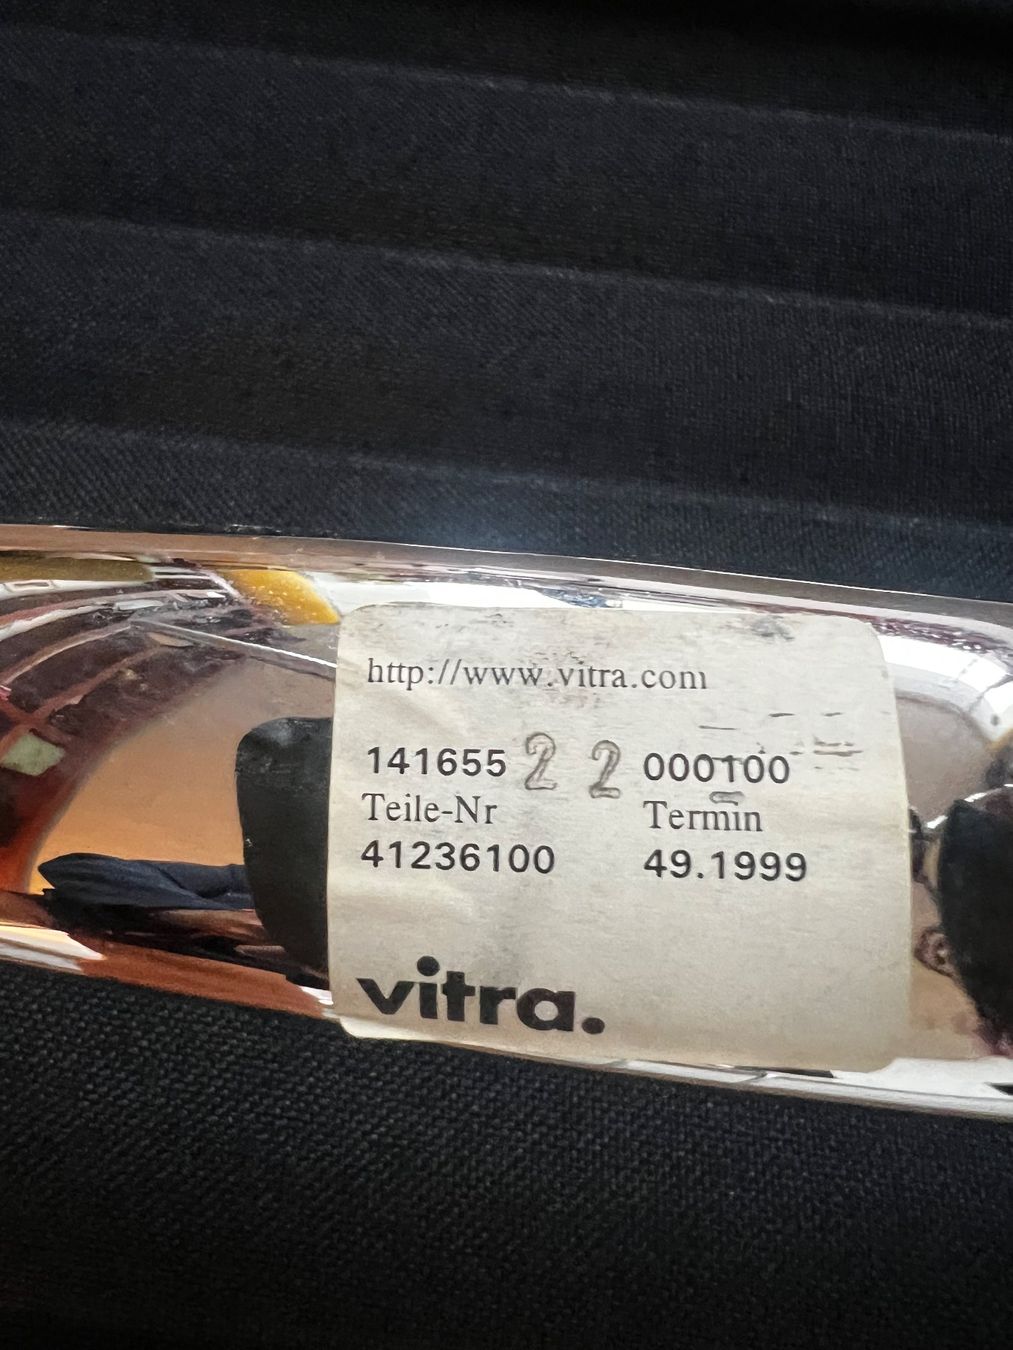 http://www.vitra.com
141655 2 2 000100
Teile-Nr Termin
41236100 49.1999
vitra.